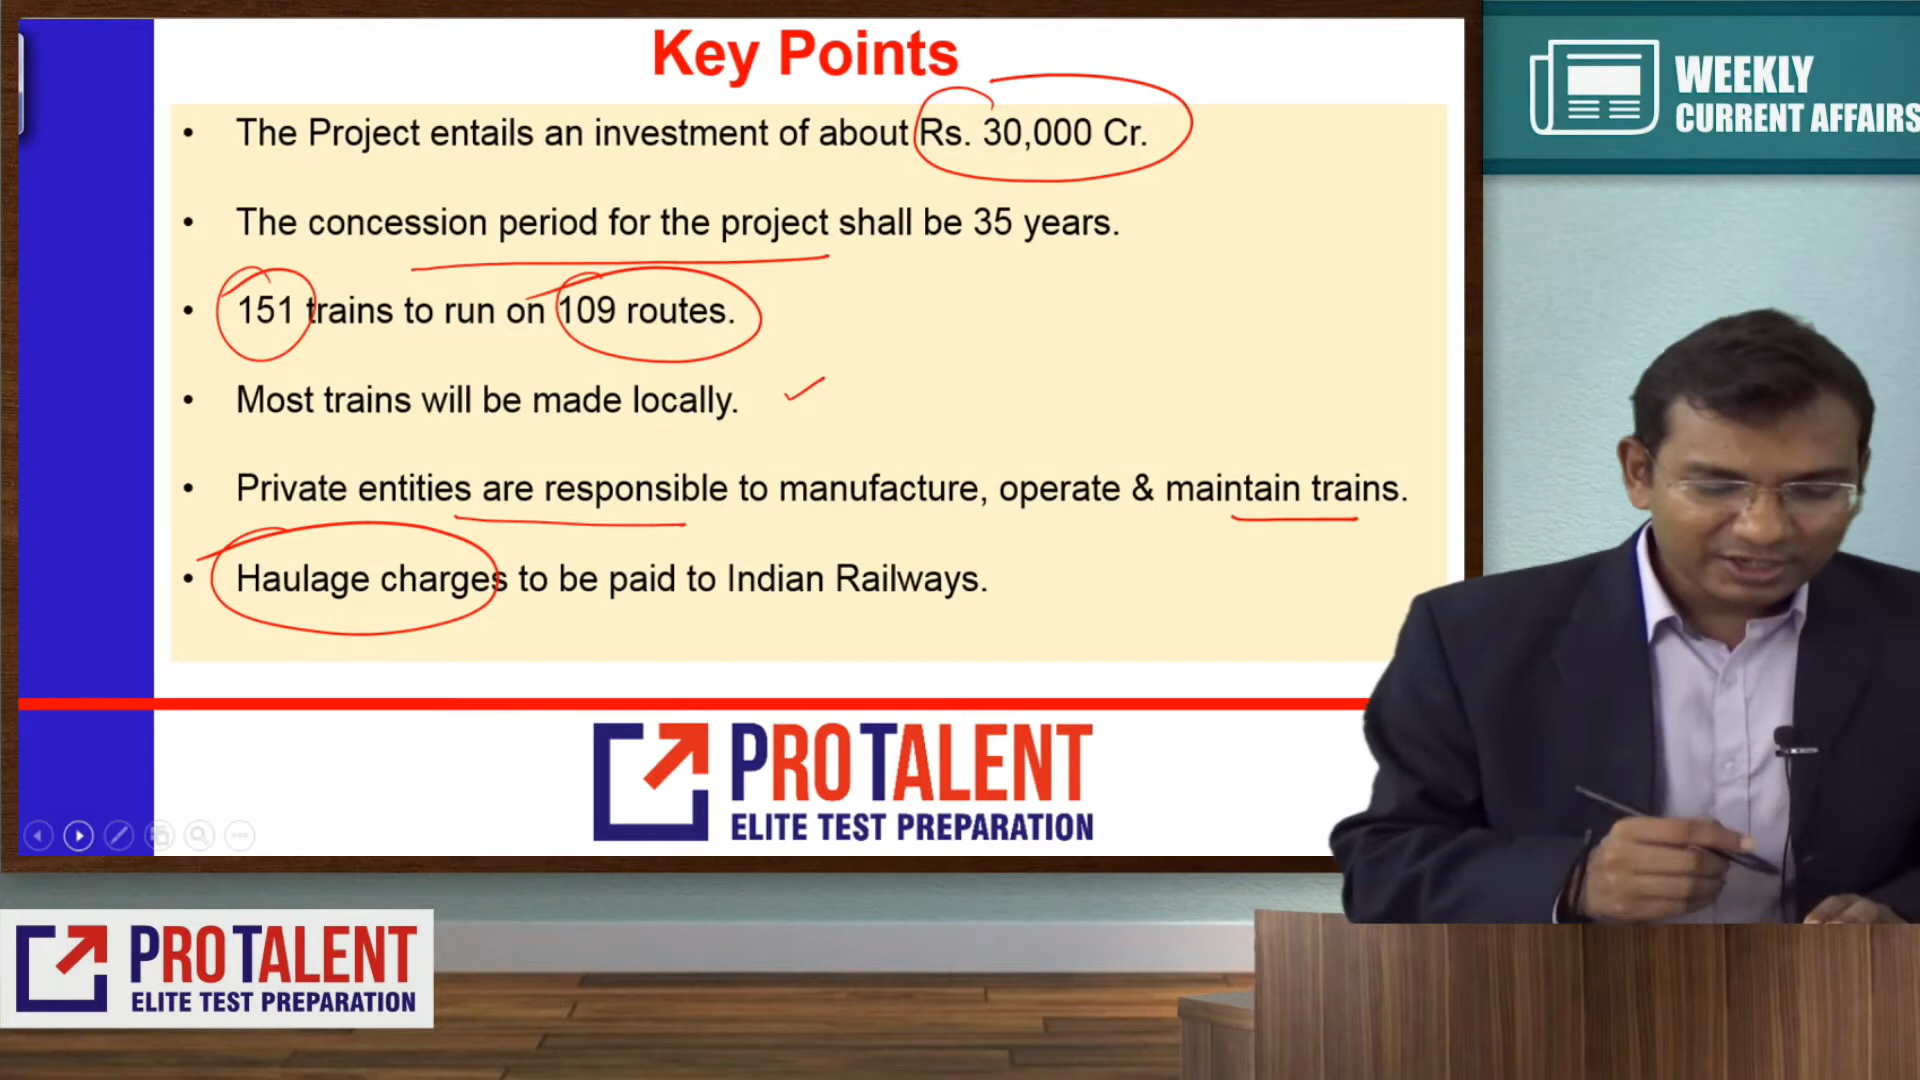 Key Points
• The Project entails an investment of about Rs. 30,000 Cr.
• The concession period for the project shall be 35 years.
• 151 trains to run on 109 routes.
• Most trains will be made locally.
• Private entities are responsible to manufacture, operate & maintain trains.
• Haulage charges to be paid to Indian Railways.
PROTALENT
ELITE TEST PREPARATION
WEEKLY
CURRENT AFFAIRS
PROTALENT
ELITE TEST PREPARATION